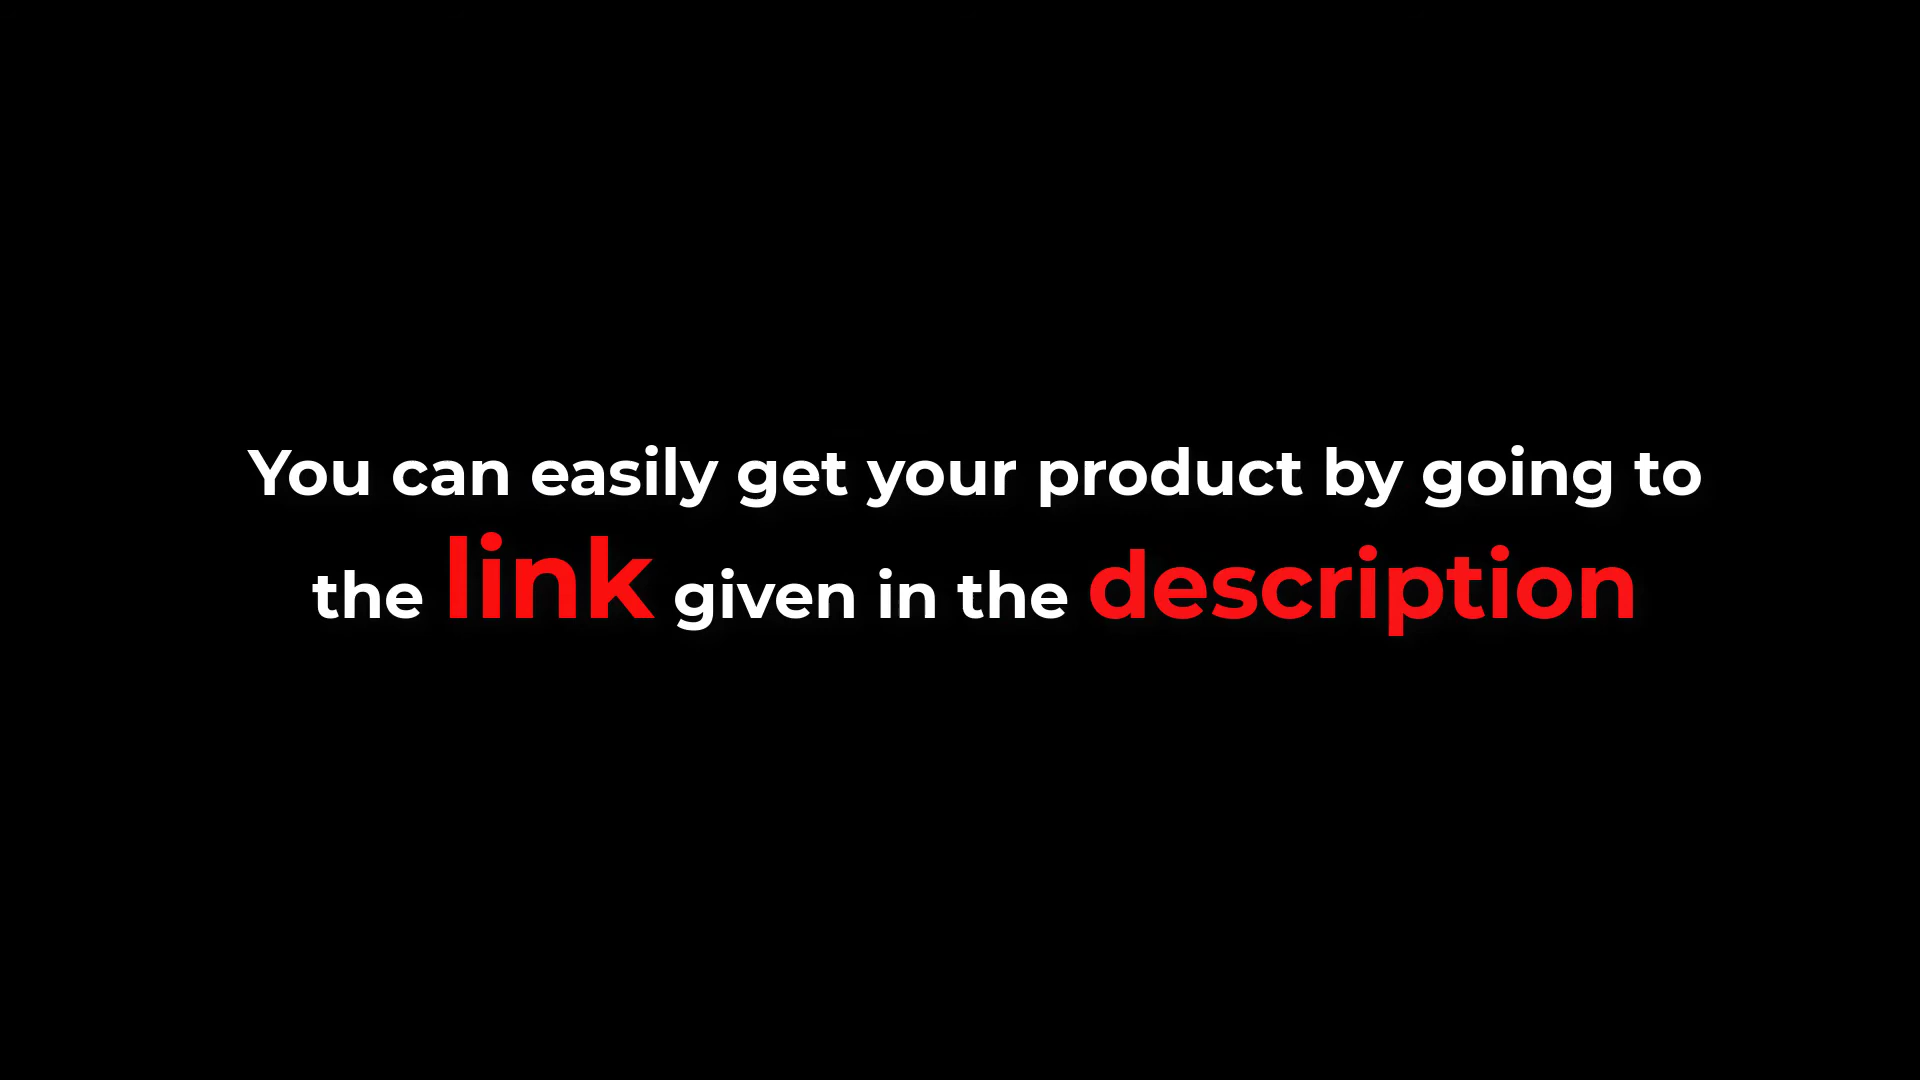 You can easily get your product by going to
the link given in the description